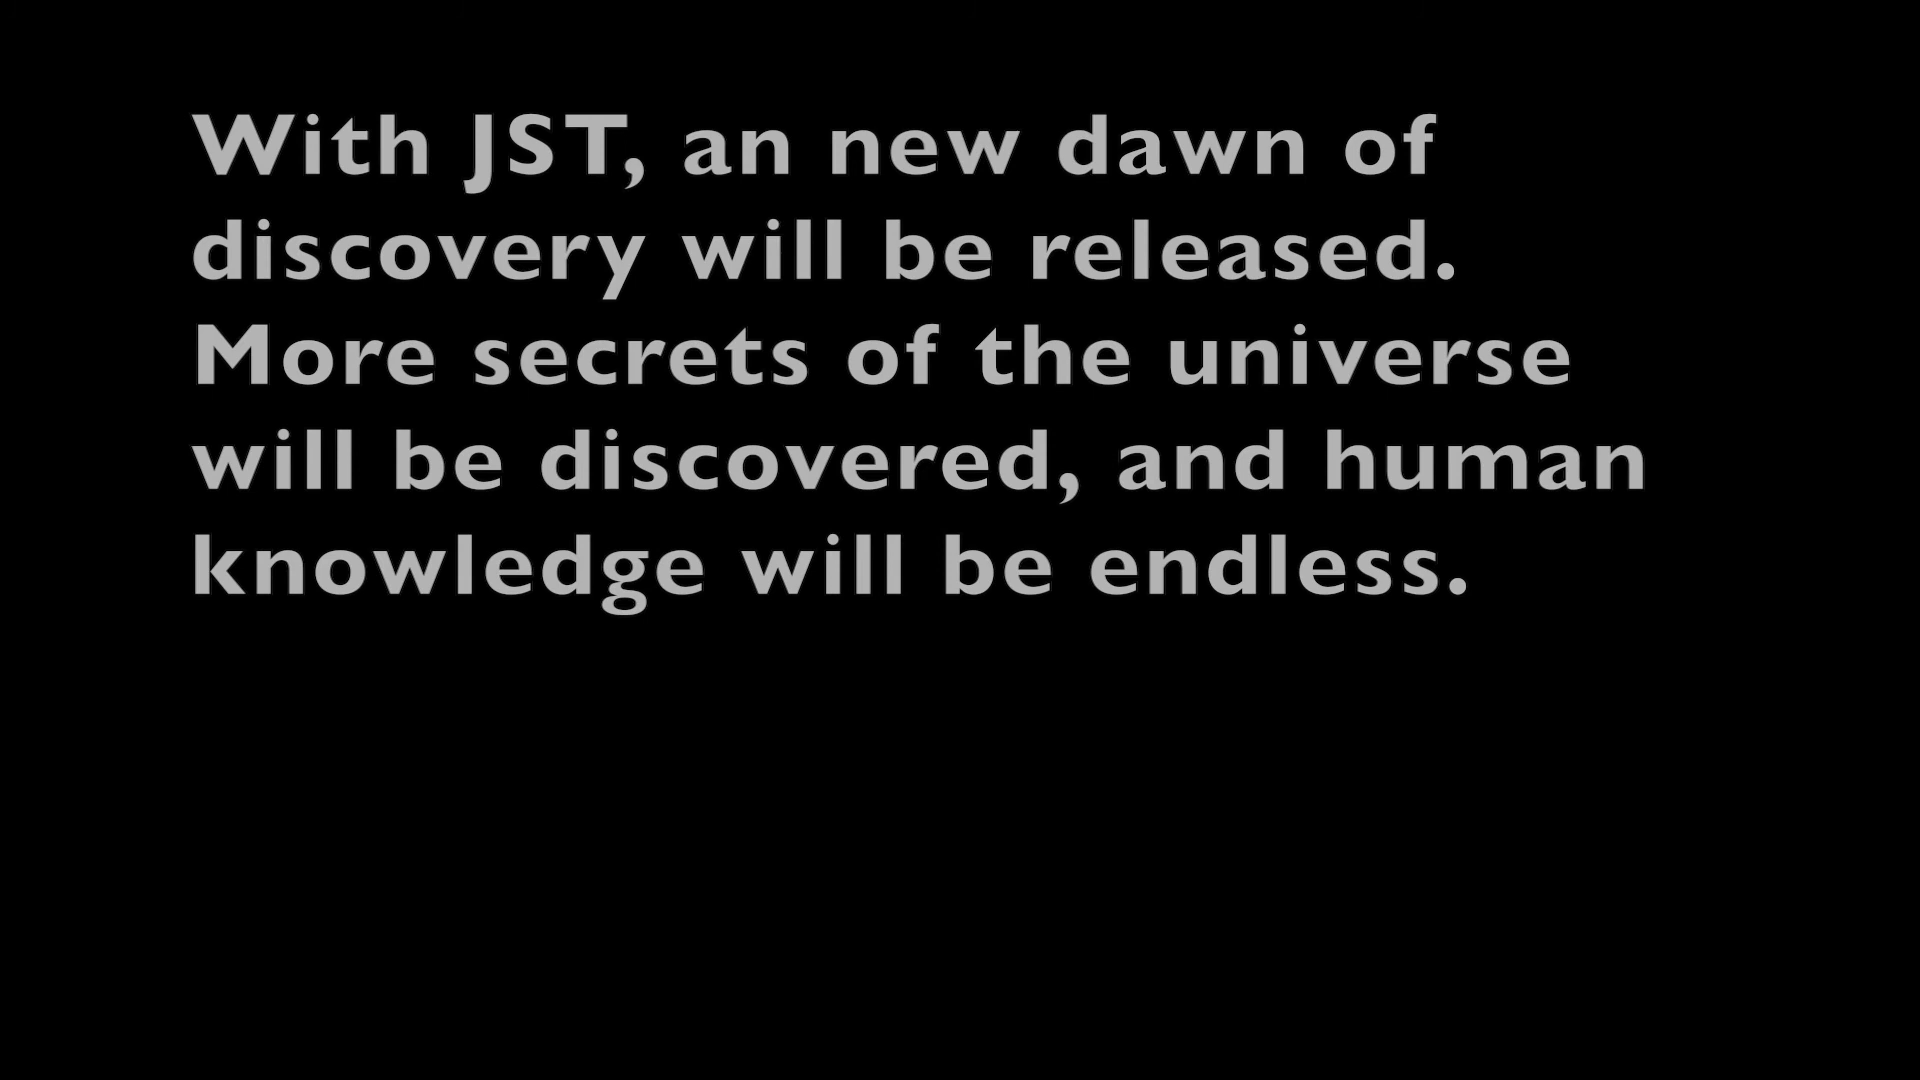 With JST, an new dawn of
discovery will be released.
More secrets of the universe
will be discovered, and human
knowledge will be endless.